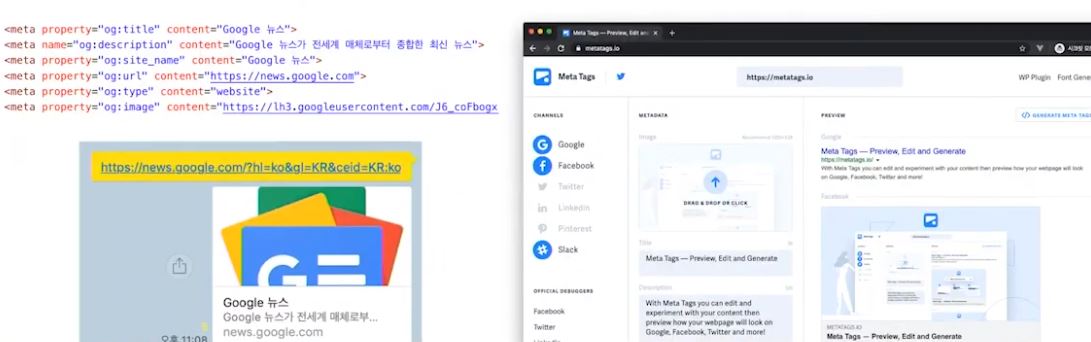 <meta property="og:title" content="Google 뉴스">
<meta name="og:description" content="Google 뉴스가 전세계 매체로부터 종합한 최신 뉴스">
<meta property="og:site_name" content="Google 뉴스">
<meta property="og:url" content="https://news.google.com">
<meta property="og:type" content="website">
<meta property="og:image" content="https://lh3.googleusercontent.com/J6_coFbogx
https://news.google.com/?hl=ko&gl=KR&ceid=KR:ko
GE
Google 뉴스
Google 뉴스가 전세계 매체로부...
news.google.com
오후 11:08
Meta Tags — Preview, Edit and
metatags.io
시크릿
Meta Tags
https://metatags.io
WP Plugin
Font Gener
CHANNELS
Google
Facebook
Twitter
LinkedIn
Pinterest
Slack
OFFICIAL DEBUGGERS
Facebook
Twitter
METADATA
Image
DRAG & DROP OR CLICK
Title
Meta Tags — Preview, Edit and Generate
Description
With Meta Tags you can edit and
experiment with your content then
preview how your webpage will look on
Google, Facebook, Twitter and more!
PREVIEW
GENERATE META TAGS
Google
Meta Tags — Preview, Edit and Generate
https://metatags.io/
With Meta Tags you can edit and experiment with your content then preview how your webpage will look
on Google, Facebook, Twitter and more!
Facebook
METATAGS.IO
Meta Tags — Preview, Edit and Generate